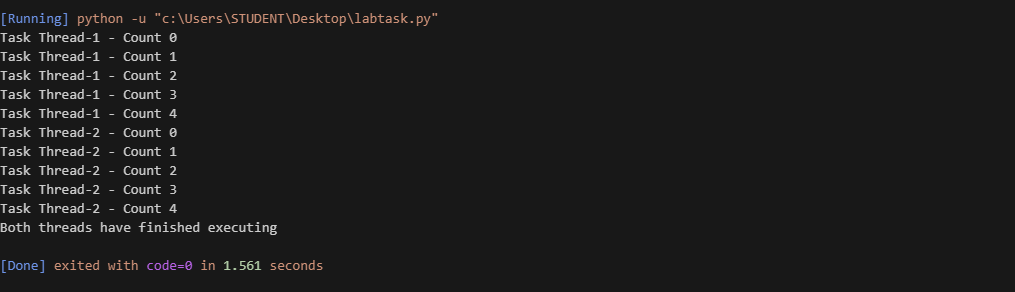 [Running] python -u "c:\Users\STUDENT\Desktop\labtask.py"
Task Thread-1 - Count 0
Task Thread-1 - Count 1
Task Thread-1 - Count 2
Task Thread-1 - Count 3
Task Thread-1 - Count 4
Task Thread-2 - Count 0
Task Thread-2 - Count 1
Task Thread-2 - Count 2
Task Thread-2 - Count 3
Task Thread-2 - Count 4
Both threads have finished executing
[Done] exited with code=0 in 1.561 seconds